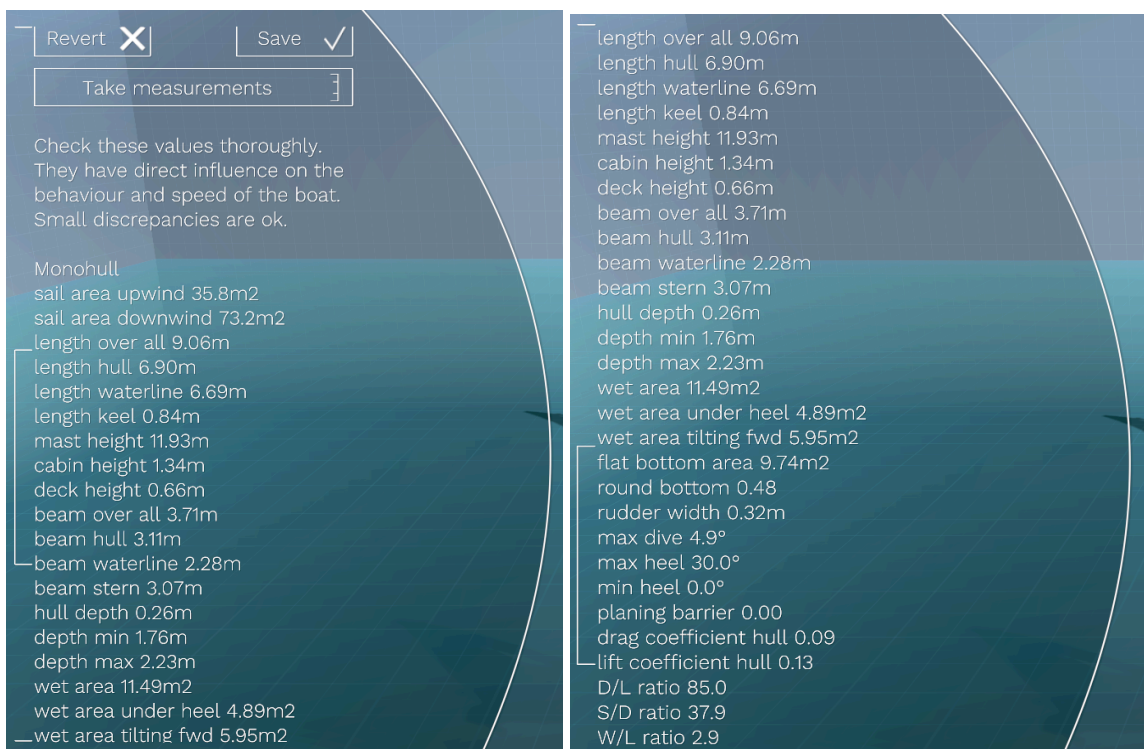 Revert
Save
Take measurements
Check these values thoroughly.
They have direct influence on the
behaviour and speed of the boat.
Small discrepancies are ok.
Monohull
sail area upwind 35.8m2
sail area downwind 73.2m2
length over all 9.06m
length hull 6.90m
length waterline 6.69m
length keel 0.84m
mast height 11.93m
cabin height 1.34m
deck height 0.66m
beam over all 3.71m
beam hull 3.11m
beam waterline 2.28m
beam stern 3.07m
hull depth 0.26m
depth min 1.76m
depth max 2.23m
wet area 11.49m2
wet area under heel 4.89m2
wet area tilting fwd 5.95m2
length over all 9.06m
length hull 6.90m
length waterline 6.69m
length keel 0.84m
mast height 11.93m
cabin height 1.34m
deck height 0.66m
beam over all 3.71m
beam hull 3.11m
beam waterline 2.28m
beam stern 3.07m
hull depth 0.26m
depth min 1.76m
depth max 2.23m
wet area 11.49m2
wet area under heel 4.89m2
wet area tilting fwd 5.95m2
flat bottom area 9.74m2
round bottom 0.48
rudder width 0.32m
max dive 4.9°
max heel 30.0°
min heel 0.0°
planing barrier 0.00
drag coefficient hull 0.09
lift coefficient hull 0.13
D/L ratio 85.0
S/D ratio 37.9
W/L ratio 2.9